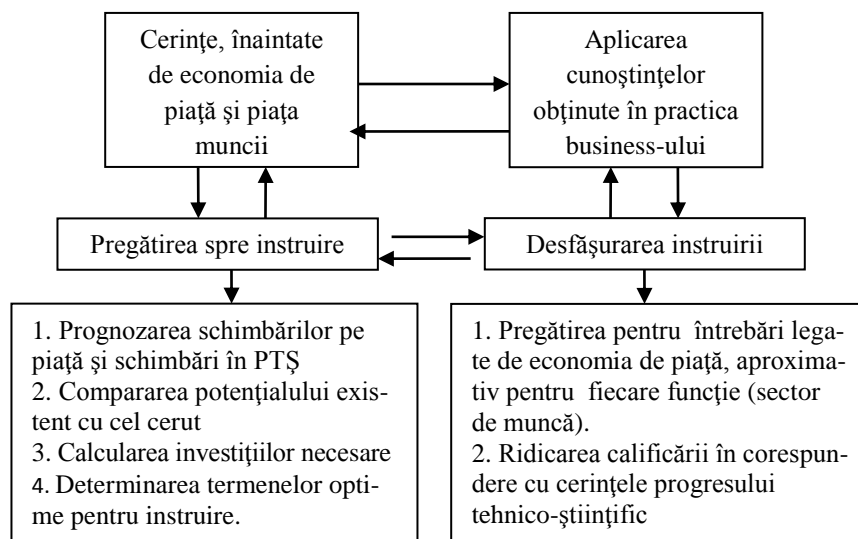 Cerinţe, înaintate
de economia de
piaţă şi piaţa
muncii
Aplicarea
cunoştinţelor
obţinute în practica
business-ului
Pregătirea spre instruire
Desfăşurarea instruirii
1. Prognozarea schimbărilor pe
piaţă şi schimbări în PTŞ
2. Compararea potenţialului exis-
tent cu cel cerut
3. Calcularea investiţiilor necesare
4. Determinarea termenelor opti-
me pentru instruire.
1. Pregătirea pentru întrebări lega-
te de economia de piaţă, aproxima-
tiv pentru fiecare funcţie (sector
de muncă).
2. Ridicarea calificării în corespun-
dere cu cerinţele progresului
tehnico-ştiinţific